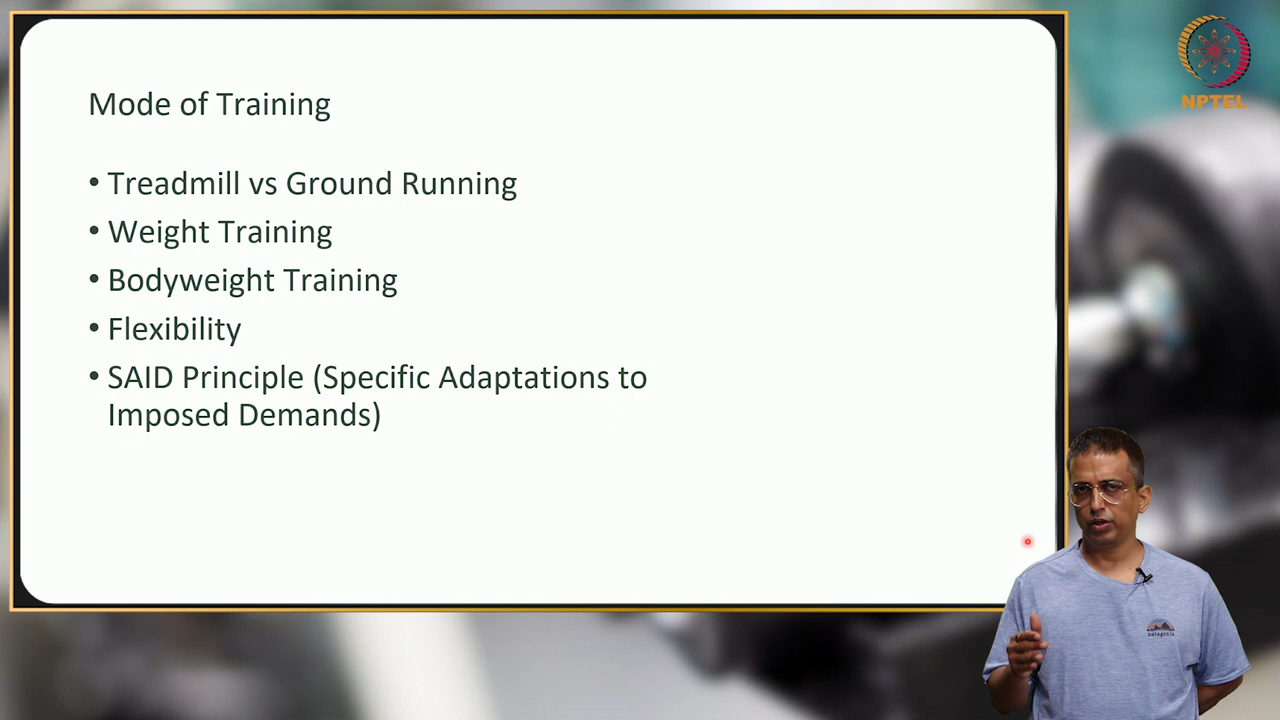 Mode of Training
• Treadmill vs Ground Running
• Weight Training
• Bodyweight Training
• Flexibility
• SAID Principle (Specific Adaptations to
Imposed Demands)
NPTEL
patagonia